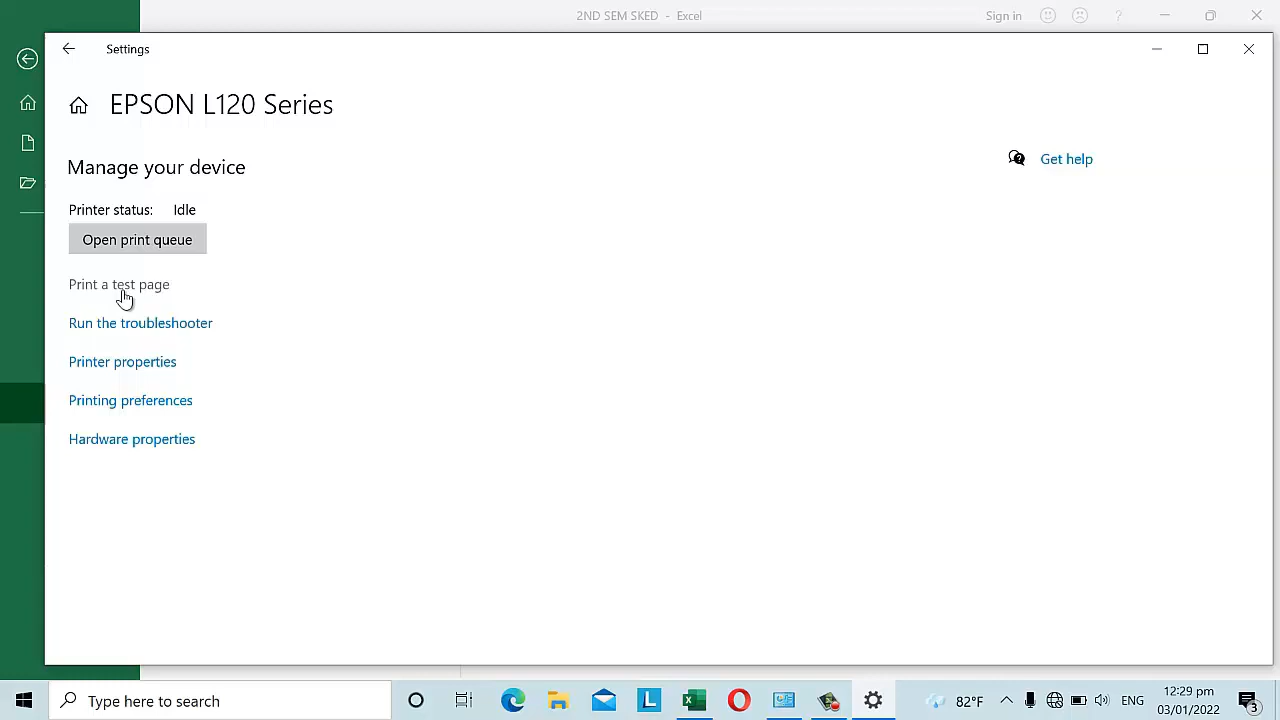 2ND SEM SKED - Excel
Sign in
?
Settings
EPSON L120 Series
Manage your device
Get help
Printer status: Idle
Open print queue
Print a test page
Run the troubleshooter
Printer properties
Printing preferences
Hardware properties
Type here to search
L
82°F
ENG
12:29 pm
03/01/2022
3